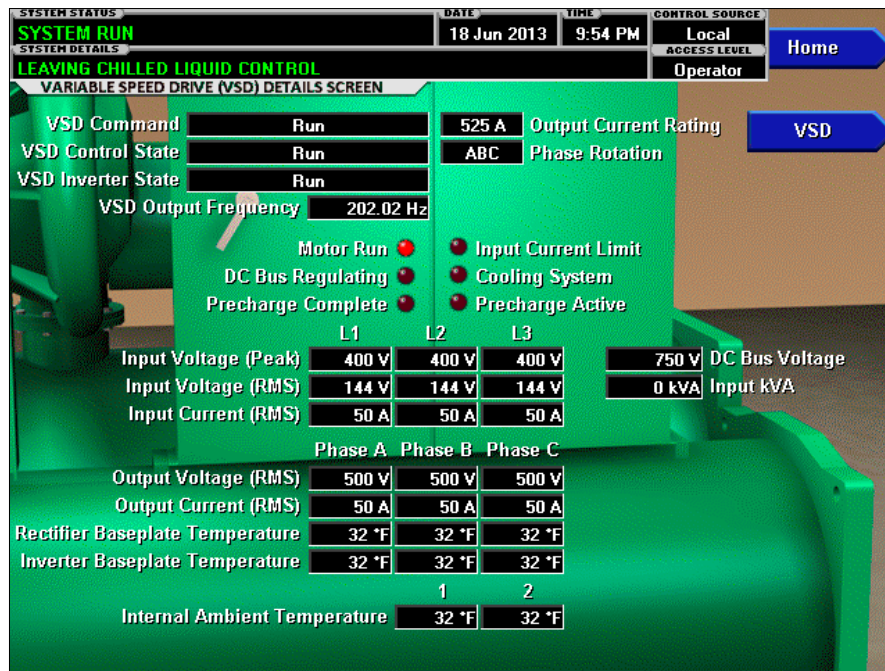 SYSTEM STATUS
SYSTEM RUN
DATE
18 Jun 2013
TIME
9:54 PM
CONTROL SOURCE
Local
ACCESS LEVEL
Operator
Home
SYSTEM DETAILS
LEAVING CHILLED LIQUID CONTROL
VARIABLE SPEED DRIVE (VSD) DETAILS SCREEN
VSD
VSD Command Run 525 A Output Current Rating
VSD Control State Run ABC Phase Rotation
VSD Inverter State Run
VSD Output Frequency 202.02 Hz
Motor Run Input Current Limit
DC Bus Regulating Cooling System
Precharge Complete Precharge Active
L1 L2 L3
Input Voltage (Peak) 400 V 400 V 400 V 750 V DC Bus Voltage
Input Voltage (RMS) 144 V 144 V 144 V 0 kVA Input kVA
Input Current (RMS) 50 A 50 A 50 A
Phase A Phase B Phase C
Output Voltage (RMS) 500 V 500 V 500 V
Output Current (RMS) 50 A 50 A 50 A
Rectifier Baseplate Temperature 32 °F 32 °F 32 °F
Inverter Baseplate Temperature 32 °F 32 °F 32 °F
1 2
Internal Ambient Temperature 32 °F 32 °F